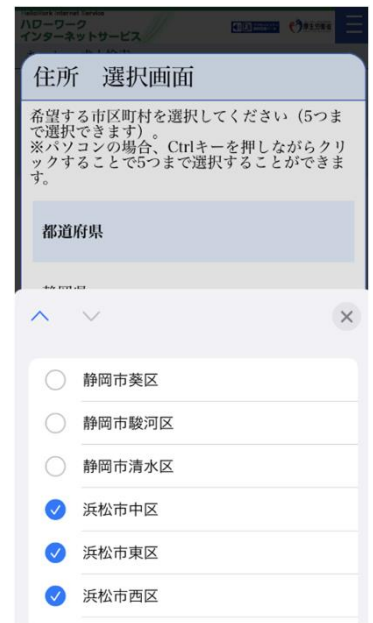 ハローワーク
インターネットサービス
住所　選択画面
希望する市区町村を選択してください（5つま
で選択できます）。
※パソコンの場合、Ctrlキーを押しながらクリ
ックすることで5つまで選択することができま
す。
都道府県
静岡市葵区
静岡市駿河区
静岡市清水区
浜松市中区
浜松市東区
浜松市西区